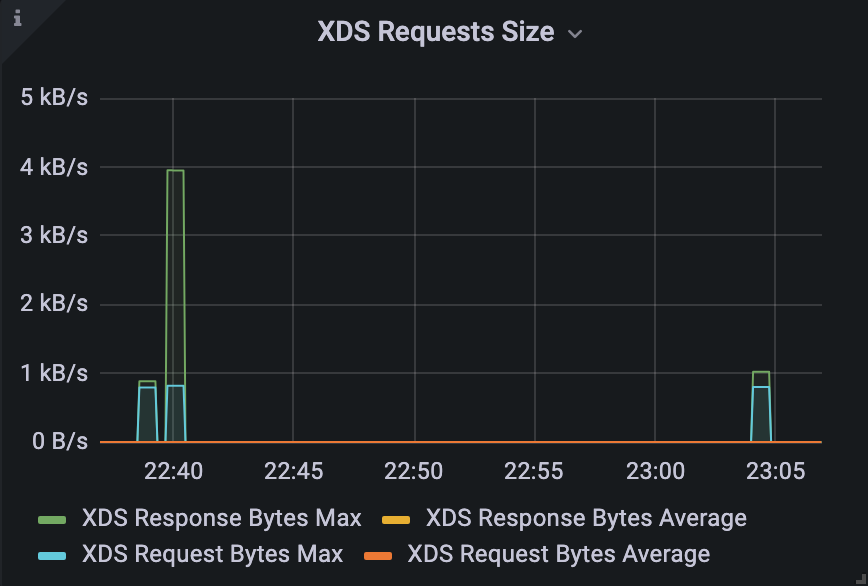 i
XDS Requests Size
5 kB/s
4 kB/s
3 kB/s
2 kB/s
1 kB/s
0 B/s
22:40 22:45 22:50 22:55 23:00 23:05
XDS Response Bytes Max XDS Response Bytes Average
XDS Request Bytes Max XDS Request Bytes Average